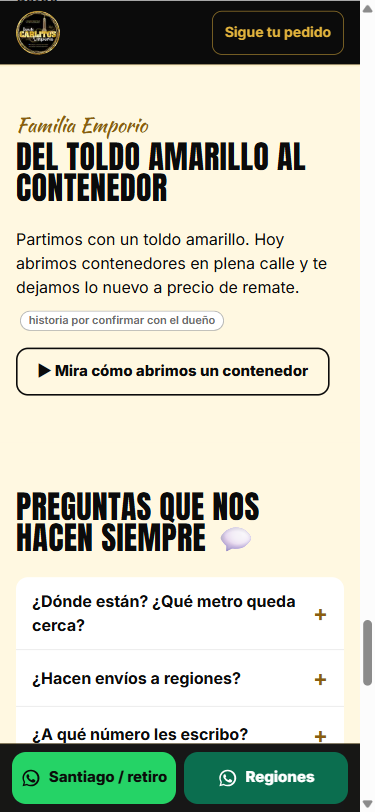 CARLITOS
Emporio
Sigue tu pedido
Familia Emporio
DEL TOLDO AMARILLO AL
CONTENEDOR
Partimos con un toldo amarillo. Hoy
abrimos contenedores en plena calle y te
dejamos lo nuevo a precio de remate.
historia por confirmar con el dueño
▶ Mira cómo abrimos un contenedor
PREGUNTAS QUE NOS
HACEN SIEMPRE
¿Dónde están? ¿Qué metro queda
cerca?
+
¿Hacen envíos a regiones?
+
¿A qué número les escribo?
+
Santiago / retiro
Regiones